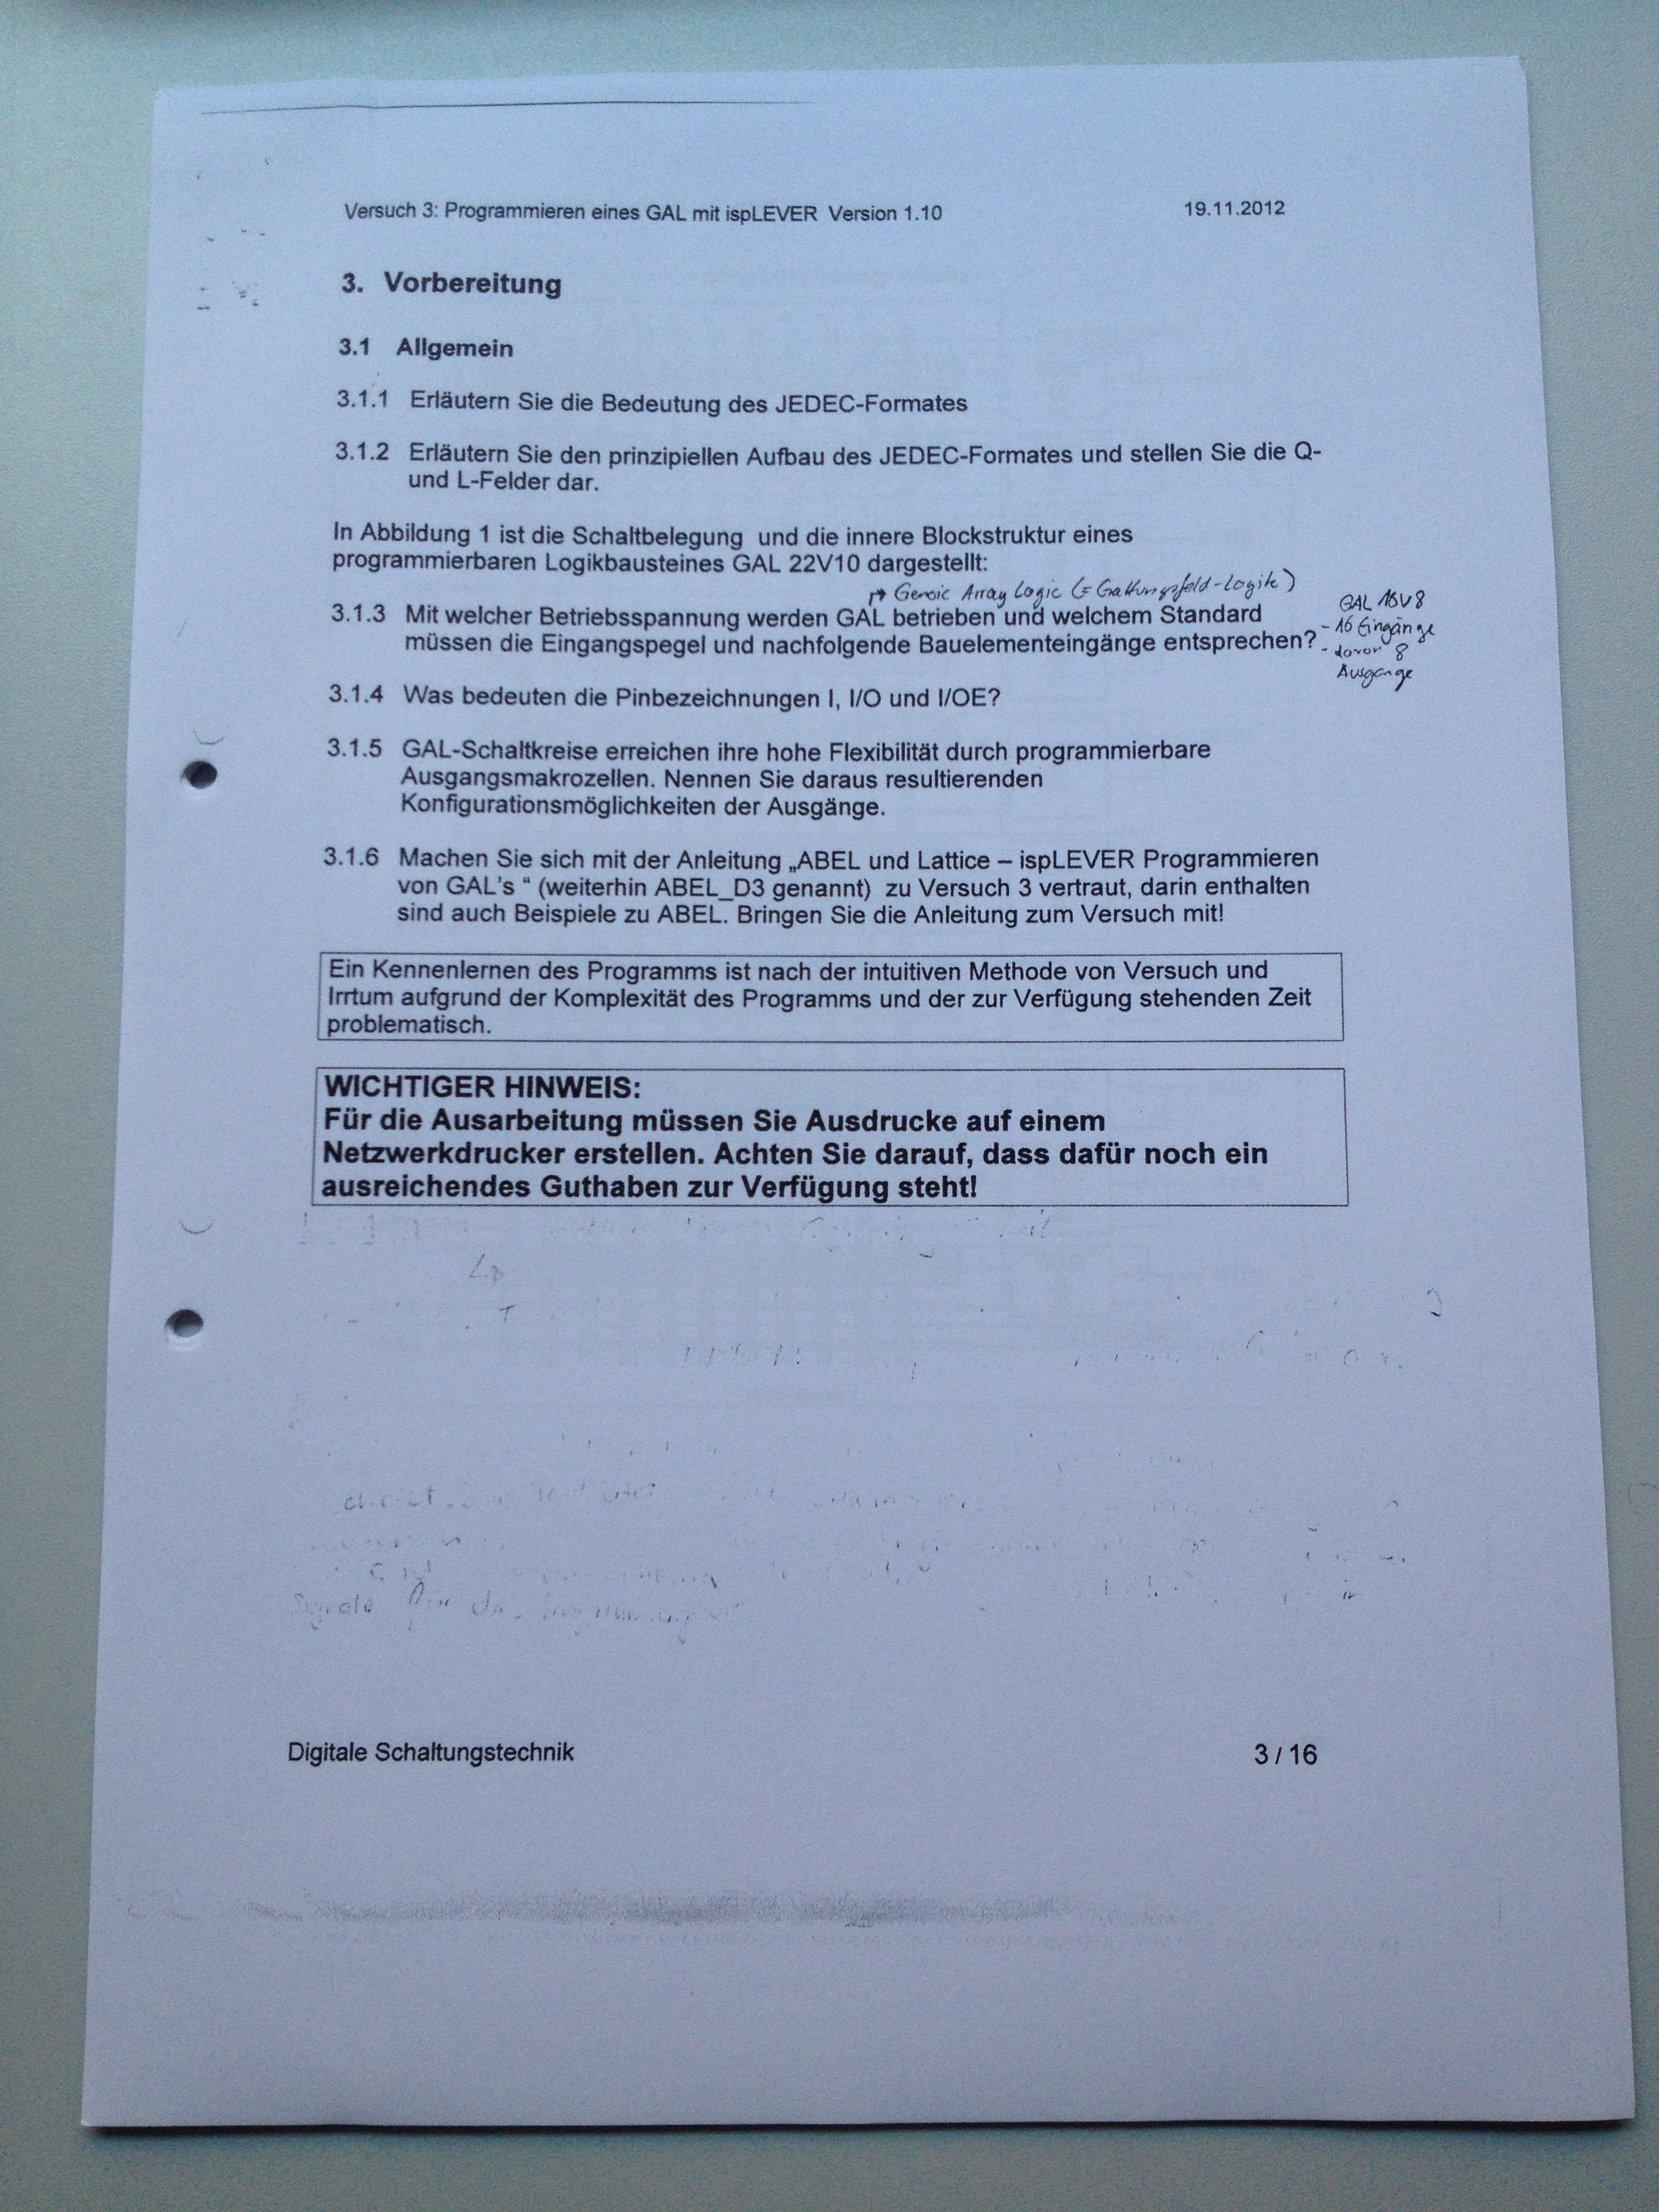 Versuch 3: Programmieren eines GAL mit ispLEVER Version 1.10 19.11.2012
3. Vorbereitung
3.1 Allgemein
3.1.1 Erläutern Sie die Bedeutung des JEDEC-Formates
3.1.2 Erläutern Sie den prinzipiellen Aufbau des JEDEC-Formates und stellen Sie die Q-
und L-Felder dar.
In Abbildung 1 ist die Schaltbelegung und die innere Blockstruktur eines
programmierbaren Logikbausteines GAL 22V10 dargestellt:
↱ Array Logic (= Gattungsfeld-Logik)
3.1.3 Mit welcher Betriebsspannung werden GAL betrieben und welchem Standard
müssen die Eingangspegel und nachfolgende Bauelementeingänge entsprechen?
GAL 16V8
- 16 Eingänge
- davon 8
Ausgänge
3.1.4 Was bedeuten die Pinbezeichnungen I, I/O und I/OE?
3.1.5 GAL-Schaltkreise erreichen ihre hohe Flexibilität durch programmierbare
Ausgangsmakrozellen. Nennen Sie daraus resultierenden
Konfigurationsmöglichkeiten der Ausgänge.
3.1.6 Machen Sie sich mit der Anleitung „ABEL und Lattice – ispLEVER Programmieren
von GAL's “ (weiterhin ABEL_D3 genannt) zu Versuch 3 vertraut, darin enthalten
sind auch Beispiele zu ABEL. Bringen Sie die Anleitung zum Versuch mit!
Ein Kennenlernen des Programms ist nach der intuitiven Methode von Versuch und
Irrtum aufgrund der Komplexität des Programms und der zur Verfügung stehenden Zeit
problematisch.
WICHTIGER HINWEIS:
Für die Ausarbeitung müssen Sie Ausdrucke auf einem
Netzwerkdrucker erstellen. Achten Sie darauf, dass dafür noch ein
ausreichendes Guthaben zur Verfügung steht!
Digitale Schaltungstechnik 3 / 16